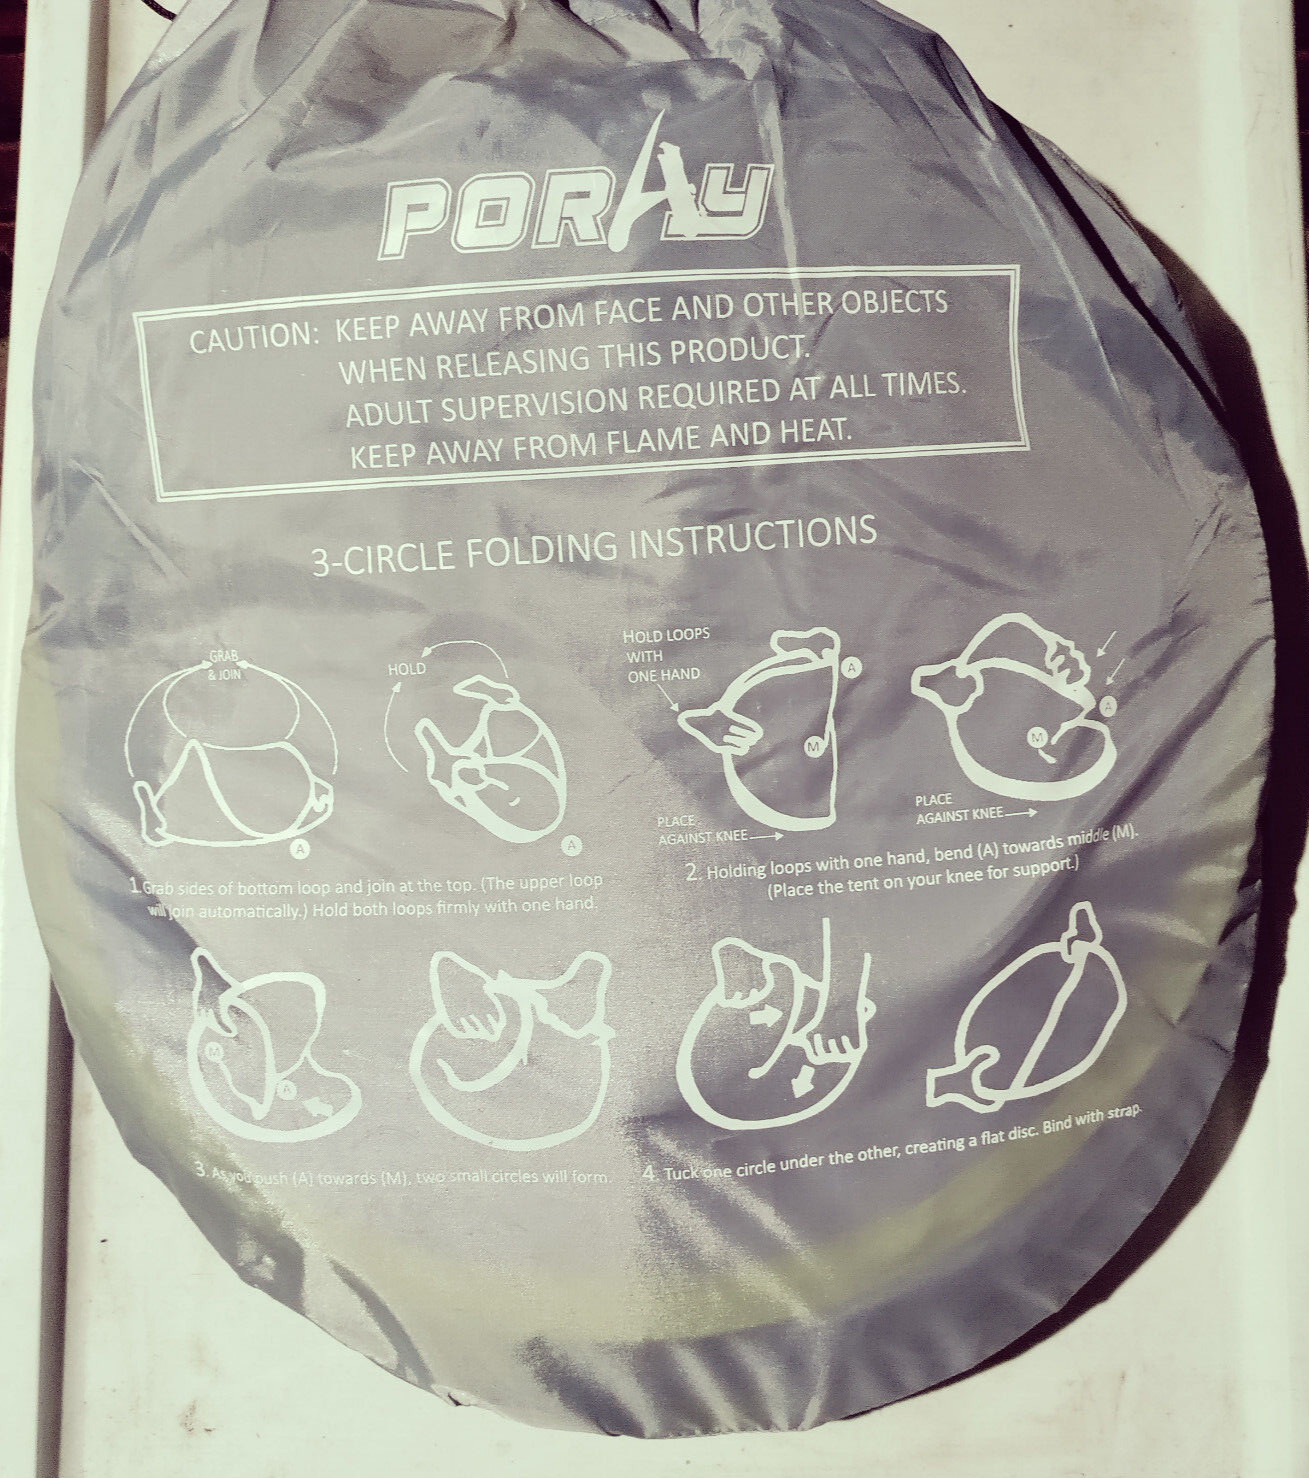 PORAY
CAUTION: KEEP AWAY FROM FACE AND OTHER OBJECTS
WHEN RELEASING THIS PRODUCT.
ADULT SUPERVISION REQUIRED AT ALL TIMES.
KEEP AWAY FROM FLAME AND HEAT.
3-CIRCLE FOLDING INSTRUCTIONS
GRAB
& JOIN
A
HOLD
A
1. Grab sides of bottom loop and join at the top. (The upper loop
will join automatically.) Hold both loops firmly with one hand.
HOLD LOOPS
WITH
ONE HAND
A
M
PLACE
AGAINST KNEE
A
M
PLACE
AGAINST KNEE
2. Holding loops with one hand, bend (A) towards middle (M).
(Place the tent on your knee for support.)
M
A
3. As you push (A) towards (M), two small circles will form.
4. Tuck one circle under the other, creating a flat disc. Bind with strap.